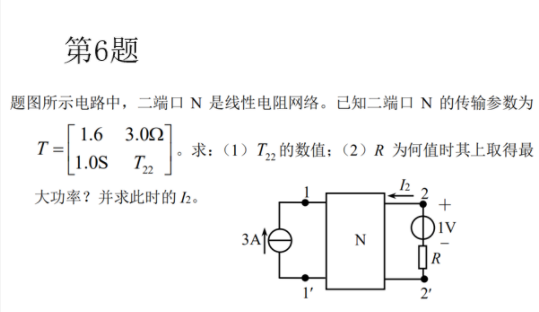 第6题
题图所示电路中，二端口 N 是线性电阻网络。已知二端口 N 的传输参数为
T = [1.6 3.0Ω
1.0S T₂₂] 。求：（1）T₂₂ 的数值；（2）R 为何值时其上取得最
大功率？并求此时的 I₂。
1 I₂ 2
+
3A N 1V
−
R
1′ 2′